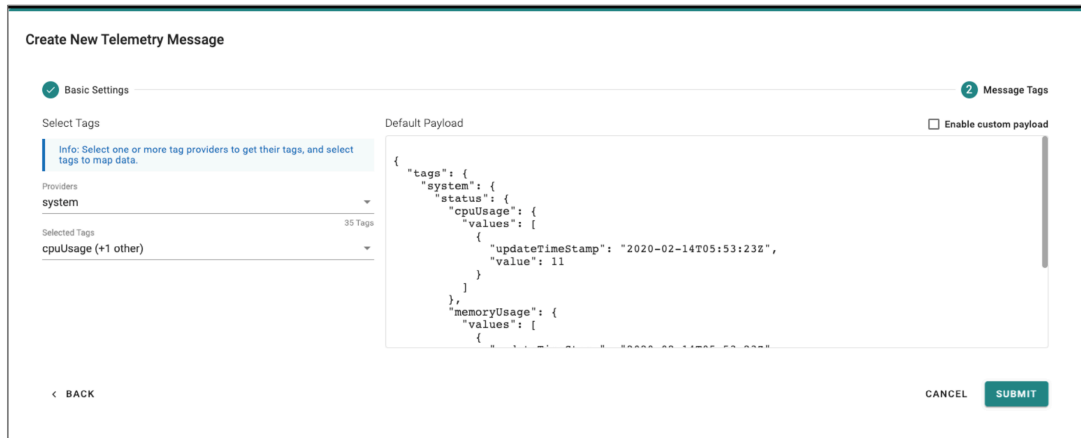 Create New Telemetry Message
Basic Settings
2 Message Tags
Select Tags
Info: Select one or more tag providers to get their tags, and select
tags to map data.
Providers
system
35 Tags
Selected Tags
cpuUsage (+1 other)
Default Payload
Enable custom payload
{
  "tags": {
    "system": {
      "status": {
        "cpuUsage": {
          "values": [
            {
              "updateTimeStamp": "2020-02-14T05:53:23Z",
              "value": 11
            }
          ]
        },
        "memoryUsage": {
          "values": [
            {
< BACK
CANCEL
SUBMIT